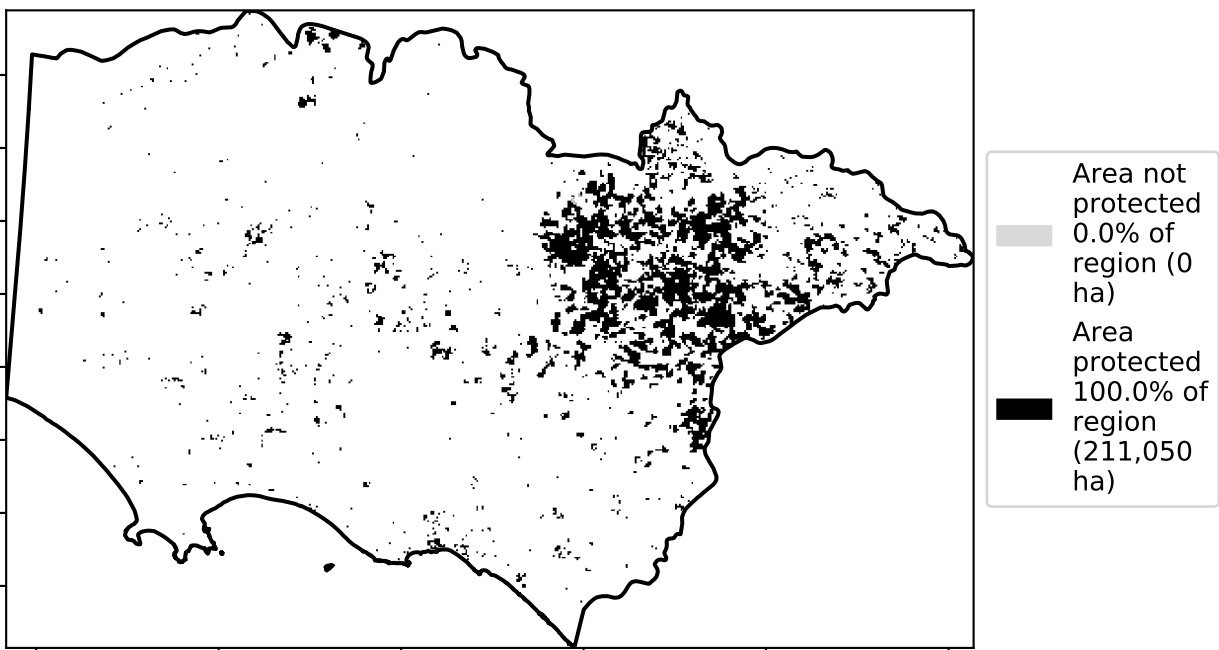 Area not
protected
0.0% of
region (0
ha)
Area
protected
100.0% of
region
(211,050
ha)